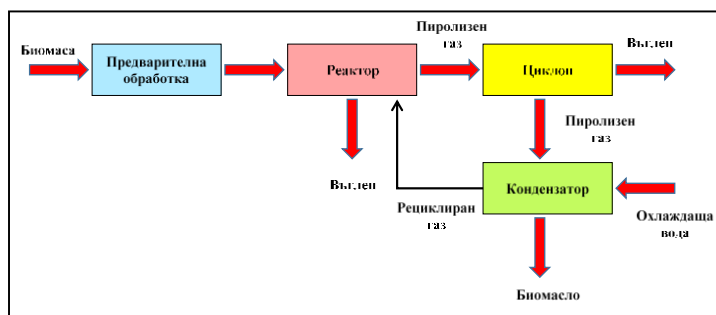 Биомаса
Предварителна
обработка
Реактор
Пиролизен
газ
Циклон
Въглен
Пиролизен
газ
Въглен
Рециклиран
газ
Кондензатор
Охлаждаща
вода
Биомасло